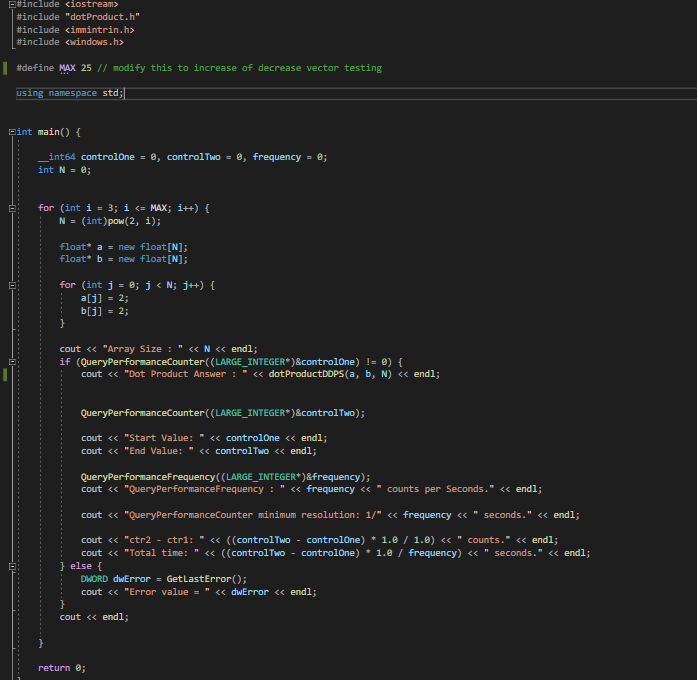 #include <iostream>
#include "dotProduct.h"
#include <immintrin.h>
#include <windows.h>
#define MAX 25 // modify this to increase of decrease vector testing
using namespace std;
int main() {
__int64 controlOne = 0, controlTwo = 0, frequency = 0;
int N = 0;
for (int i = 3; i <= MAX; i++) {
N = (int)pow(2, i);
float* a = new float[N];
float* b = new float[N];
for (int j = 0; j < N; j++) {
a[j] = 2;
b[j] = 2;
}
cout << "Array Size : " << N << endl;
if (QueryPerformanceCounter((LARGE_INTEGER*)&controlOne) != 0) {
cout << "Dot Product Answer : " << dotProductDDPS(a, b, N) << endl;
QueryPerformanceCounter((LARGE_INTEGER*)&controlTwo);
cout << "Start Value: " << controlOne << endl;
cout << "End Value: " << controlTwo << endl;
QueryPerformanceFrequency((LARGE_INTEGER*)&frequency);
cout << "QueryPerformanceFrequency : " << frequency << " counts per Seconds." << endl;
cout << "QueryPerformanceCounter minimum resolution: 1/" << frequency << " seconds." << endl;
cout << "ctr2 - ctr1: " << ((controlTwo - controlOne) * 1.0 / 1.0) << " counts." << endl;
cout << "Total time: " << ((controlTwo - controlOne) * 1.0 / frequency) << " seconds." << endl;
} else {
DWORD dwError = GetLastError();
cout << "Error value = " << dwError << endl;
}
cout << endl;
}
return 0;
}